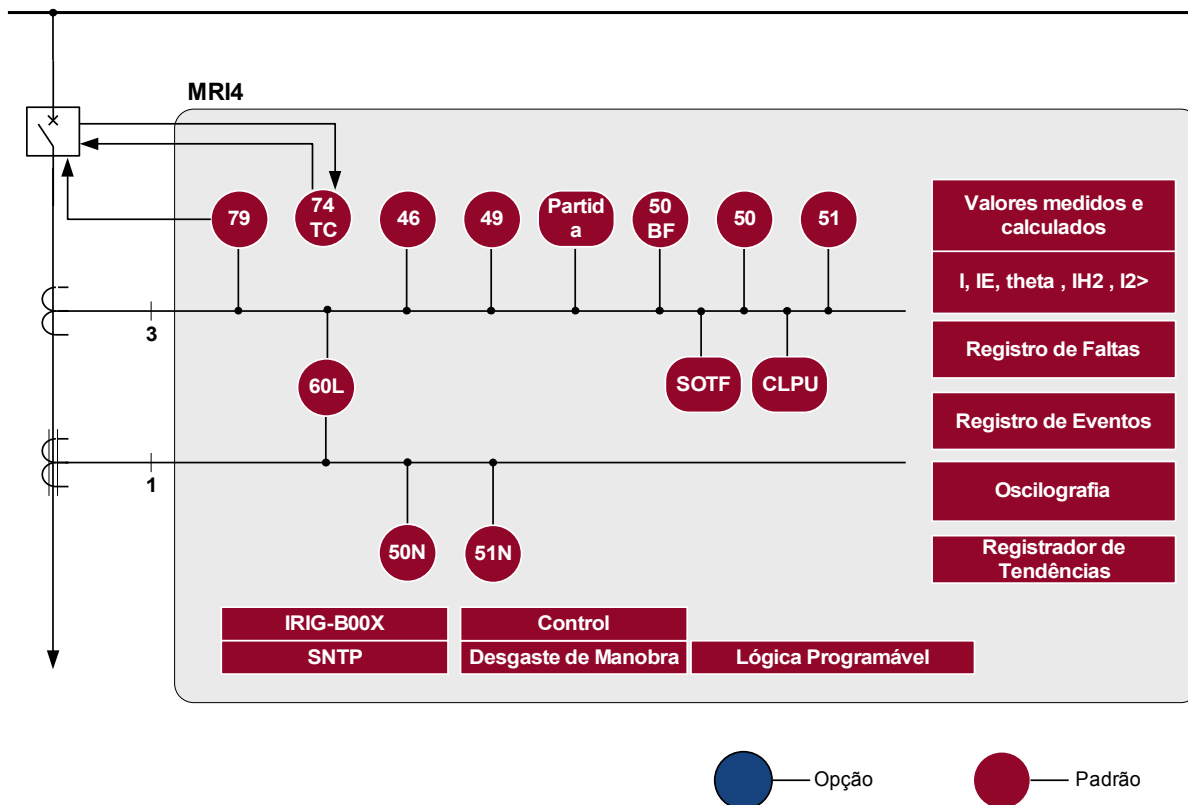 MRI4
79
74
TC
46
49
Partid
a
50
BF
50
51
Valores medidos e
calculados
I, IE, theta , IH2 , I2>
3
Registro de Faltas
60L
SOTF
CLPU
Registro de Eventos
1
Oscilografia
50N
51N
Registrador de
Tendências
IRIG-B00X
Control
SNTP
Desgaste de Manobra
Lógica Programável
Opção
Padrão